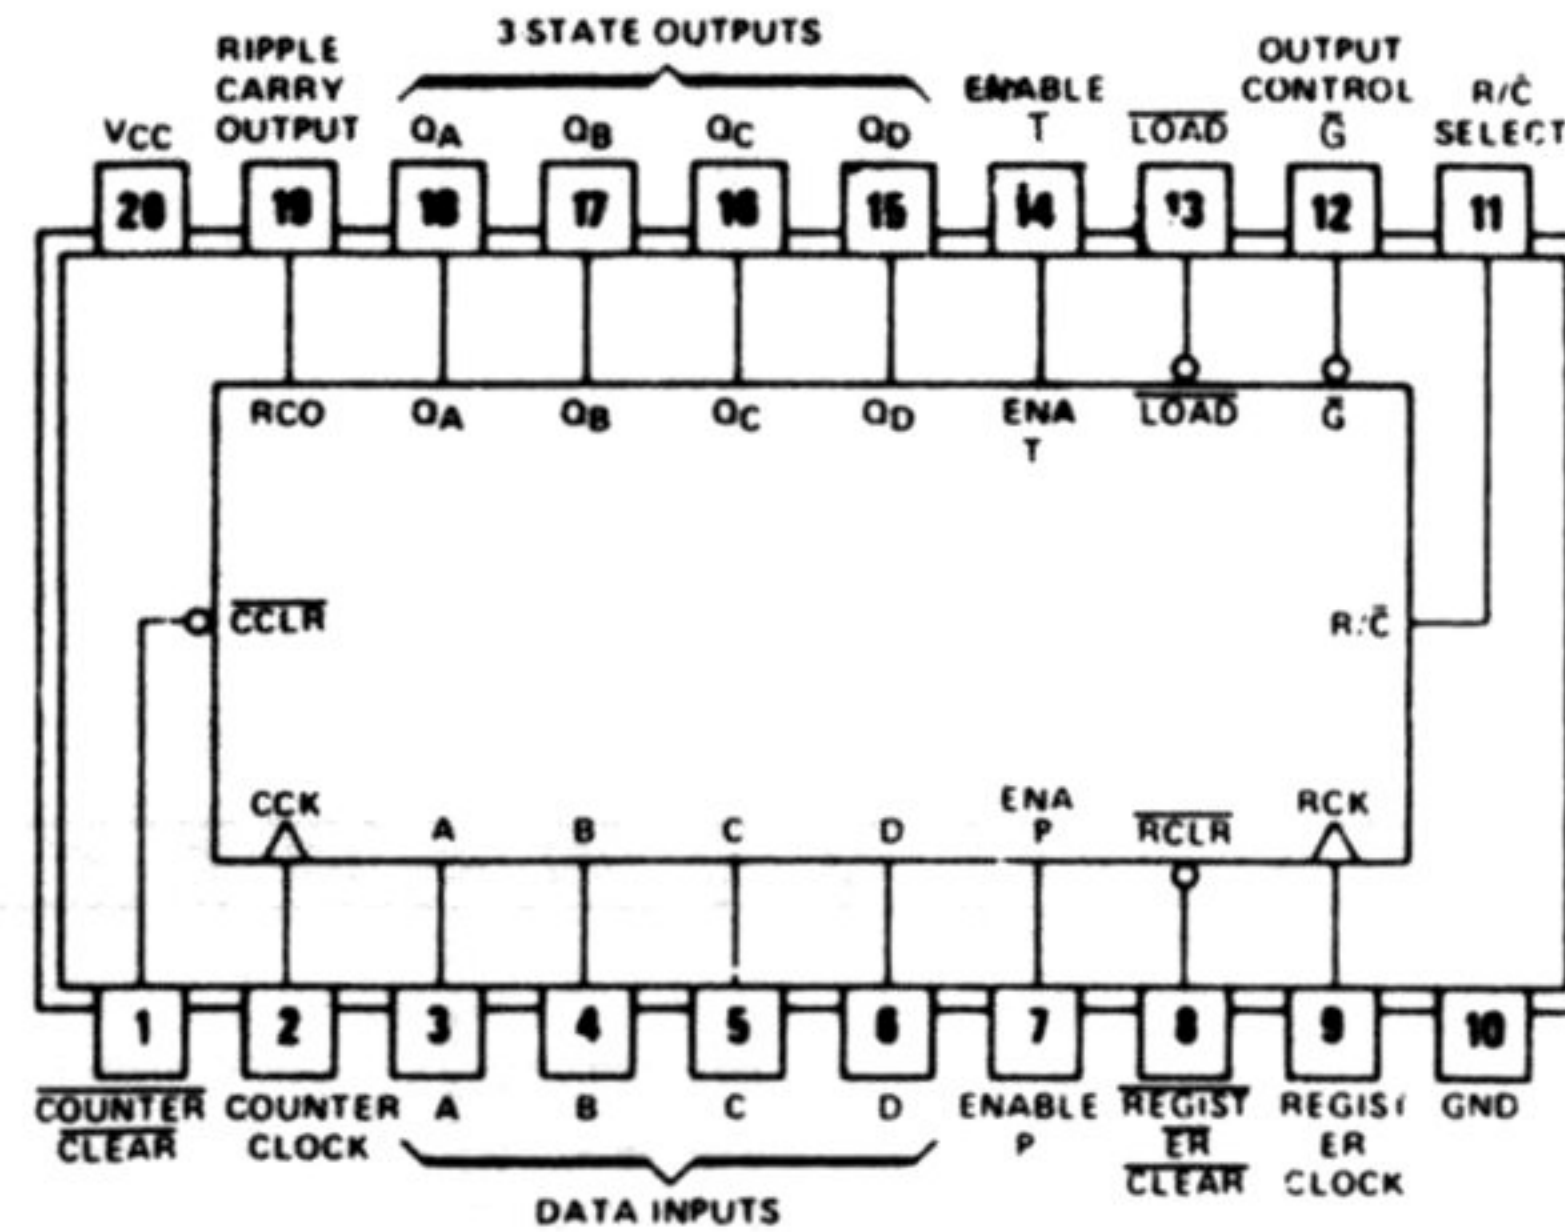 3 STATE OUTPUTS
RIPPLE
CARRY
OUTPUT
VCC
QA
QB
QC
QD
ENABLE
T
LOAD
OUTPUT
CONTROL
G̅
R/C̅
SELECT
20
19
18
17
16
15
14
13
12
11
RCO
QA
QB
QC
QD
ENA
T
LOAD
G̅
CCLR
R/C̅
CCK
A
B
C
D
ENA
P
RCLR
RCK
1
2
3
4
5
6
7
8
9
10
COUNTER
CLEAR
COUNTER
CLOCK
A
B
C
D
ENABLE
P
REGIST
ER
CLEAR
REGIST
ER
CLOCK
GND
DATA INPUTS